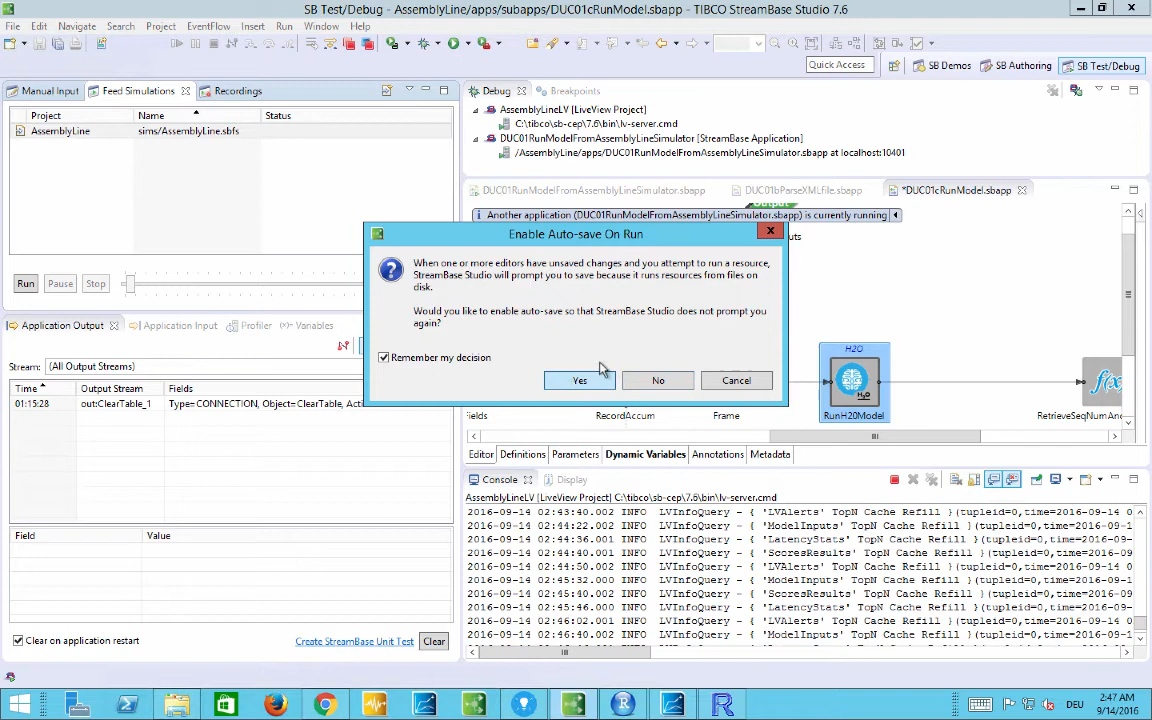 SB Test/Debug - AssemblyLine/apps/subapps/DUC01cRunModel.sbapp - TIBCO StreamBase Studio 7.6
File Edit Navigate Search Project EventFlow Insert Run Window Help
Quick Access
SB Demos SB Authoring SB Test/Debug
Manual Input Feed Simulations Recordings
Project Name Status
AssemblyLine sims/AssemblyLine.sbfs
Run Pause Stop
Debug Breakpoints
AssemblyLineLV [LiveView Project]
C:\tibco\sb-cep\7.6\bin\lv-server.cmd
DUC01RunModelFromAssemblyLineSimulator [StreamBase Application]
/AssemblyLine/apps/DUC01RunModelFromAssemblyLineSimulator.sbapp at localhost:10401
DUC01RunModelFromAssemblyLineSimulator.sbapp DUC01bParseXMLfile.sbapp *DUC01cRunModel.sbapp
Another application (DUC01RunModelFromAssemblyLineSimulator.sbapp) is currently running
Enable Auto-save On Run
When one or more editors have unsaved changes and you attempt to run a resource,
StreamBase Studio will prompt you to save because it runs resources from files on
disk.
Would you like to enable auto-save so that StreamBase Studio does not prompt you
again?
Remember my decision
Yes No Cancel
H2O
H2O
f(x)
Fields RecordAccum Frame RunH20Model RetrieveSeqNumAn
Editor Definitions Parameters Dynamic Variables Annotations Metadata
Application Output Application Input Profiler (x)= Variables
Stream: (All Output Streams)
Time Output Stream Fields
01:15:28 out:ClearTable_1 Type=CONNECTION, Object=ClearTable, Acti
Field Value
Clear on application restart Create StreamBase Unit Test Clear
Console Display
AssemblyLineLV [LiveView Project] C:\tibco\sb-cep\7.6\bin\lv-server.cmd
2016-09-14 02:43:40.002 INFO LVInfoQuery - { 'LVAlerts' TopN Cache Refill }(tupleid=0,time=2016-09-14
2016-09-14 02:44:22.002 INFO LVInfoQuery - { 'ModelInputs' TopN Cache Refill }(tupleid=0,time=2016-09-1
2016-09-14 02:44:36.001 INFO LVInfoQuery - { 'LatencyStats' TopN Cache Refill }(tupleid=0,time=2016-09-
2016-09-14 02:44:38.001 INFO LVInfoQuery - { 'ScoresResults' TopN Cache Refill }(tupleid=0,time=2016-09
2016-09-14 02:44:50.002 INFO LVInfoQuery - { 'LVAlerts' TopN Cache Refill }(tupleid=0,time=2016-09-14
2016-09-14 02:45:32.000 INFO LVInfoQuery - { 'ModelInputs' TopN Cache Refill }(tupleid=0,time=2016-09-1
2016-09-14 02:45:38.000 INFO LVInfoQuery - { 'ScoresResults' TopN Cache Refill }(tupleid=0,time=2016-09
2016-09-14 02:45:46.000 INFO LVInfoQuery - { 'LatencyStats' TopN Cache Refill }(tupleid=0,time=2016-09-
2016-09-14 02:46:02.001 INFO LVInfoQuery - { 'LVAlerts' TopN Cache Refill }(tupleid=0,time=2016-09-14
2016-09-14 02:46:40.002 INFO LVInfoQuery - { 'ModelInputs' TopN Cache Refill }(tupleid=0,time=2016-09-1
DEU
2:47 AM
9/14/2016